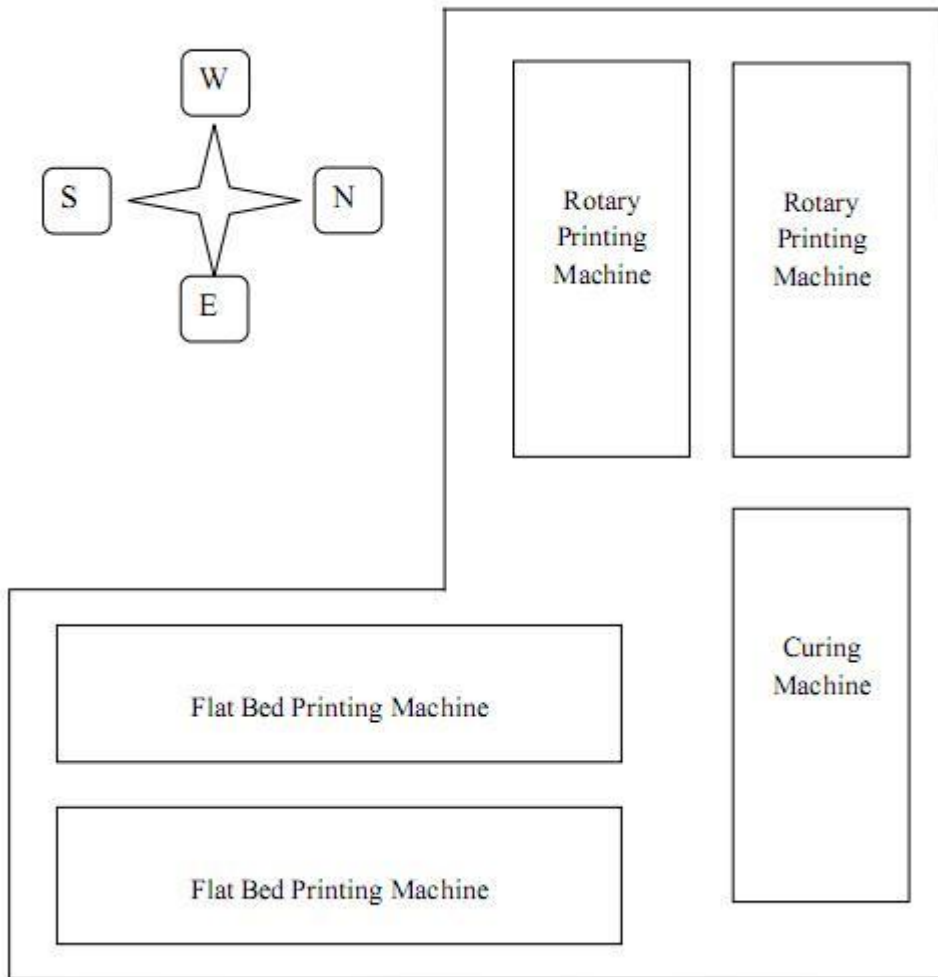 W
S
N
E
Rotary
Printing
Machine
Rotary
Printing
Machine
Curing
Machine
Flat Bed Printing Machine
Flat Bed Printing Machine